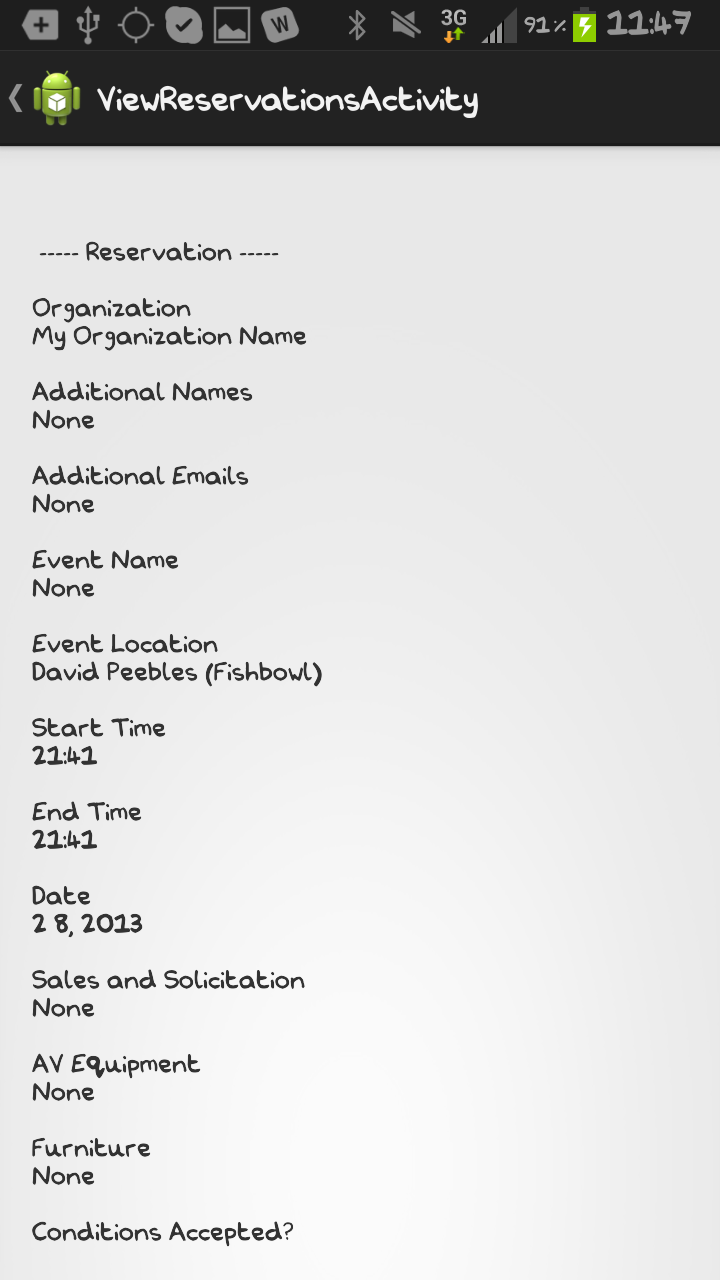 3G 91% 11:47
ViewReservationsActivity
----- Reservation -----
Organization
My Organization Name
Additional Names
None
Additional Emails
None
Event Name
None
Event Location
David Peebles (Fishbowl)
Start Time
21:41
End Time
21:41
Date
2 8, 2013
Sales and Solicitation
None
AV Equipment
None
Furniture
None
Conditions Accepted?